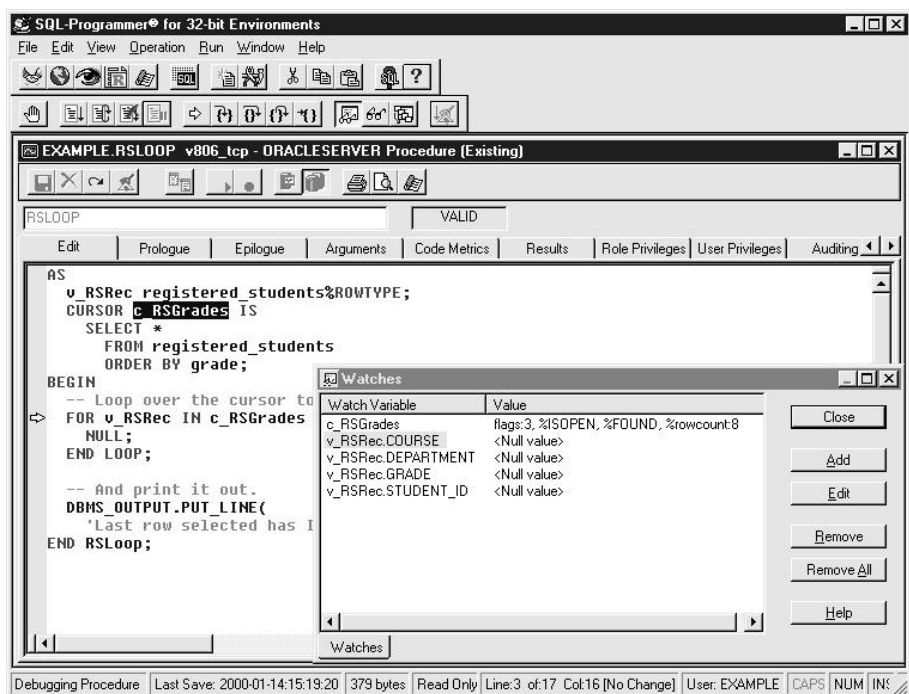 SQL-Programmer® for 32-bit Environments
File Edit View Operation Run Window Help
SQL
EXAMPLE.RSLOOP v806_tcp - ORACLESERVER Procedure (Existing)
RSLOOP VALID
Edit Prologue Epilogue Arguments Code Metrics Results Role Privileges User Privileges Auditing
AS
v_RSRec registered_students%ROWTYPE;
CURSOR c_RSGrades IS
SELECT *
FROM registered_students
ORDER BY grade;
BEGIN
-- Loop over the cursor to
FOR v_RSRec IN c_RSGrades
NULL;
END LOOP;
-- And print it out.
DBMS_OUTPUT.PUT_LINE(
'Last row selected has I
END RSLoop;
Watches
Watch Variable Value
c_RSGrades flags:3, %ISOPEN, %FOUND, %rowcount:8
v_RSRec.COURSE <Null value>
v_RSRec.DEPARTMENT <Null value>
v_RSRec.GRADE <Null value>
v_RSRec.STUDENT_ID <Null value>
Close
Add
Edit
Remove
Remove All
Help
Watches
Debugging Procedure Last Save: 2000-01-14:15:19:20 379 bytes Read Only Line:3 of:17 Col:16 [No Change] User: EXAMPLE CAPS NUM INS